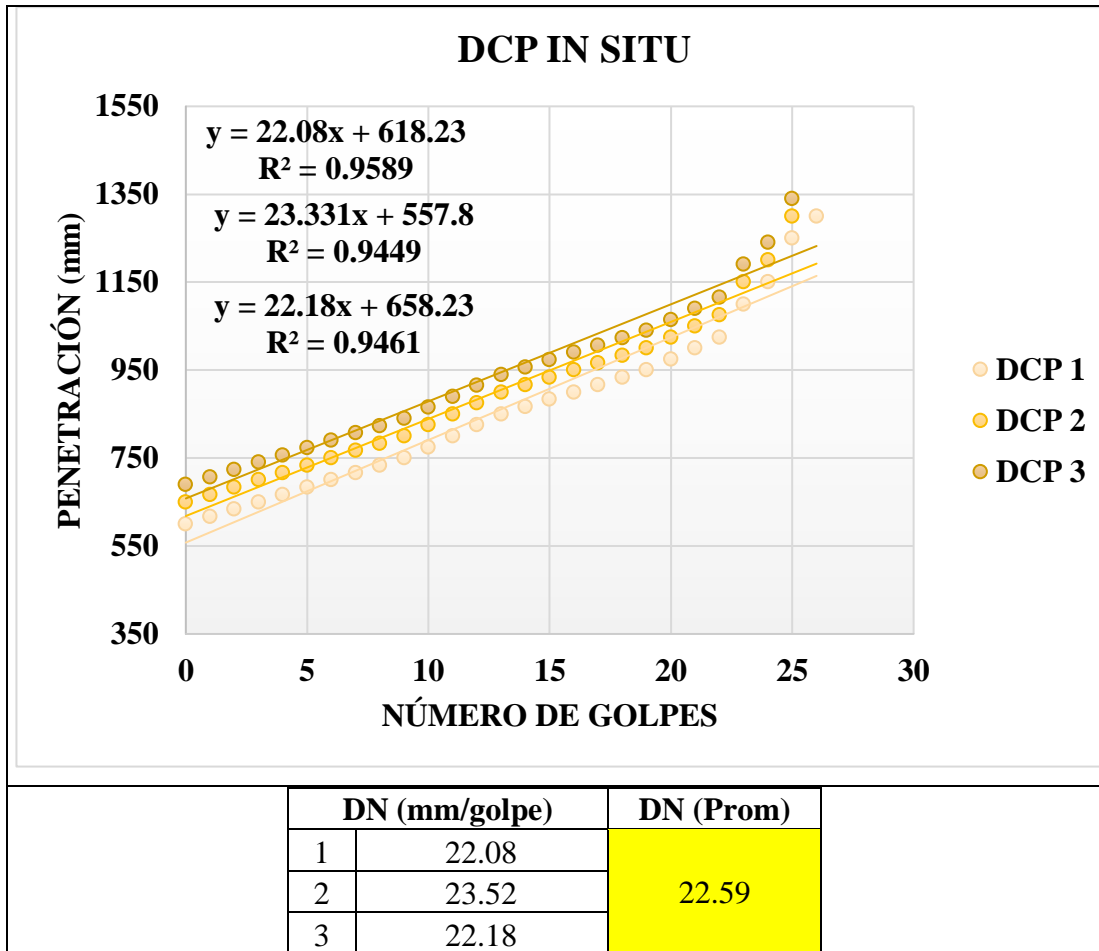 DCP IN SITU
1550
1350
1150
950
750
550
350
PENETRACIÓN (mm)
y = 22.08x + 618.23
R² = 0.9589
y = 23.331x + 557.8
R² = 0.9449
y = 22.18x + 658.23
R² = 0.9461
DCP 1
DCP 2
DCP 3
0 5 10 15 20 25 30
NÚMERO DE GOLPES
DN (mm/golpe) DN (Prom)
1 22.08
2 23.52 22.59
3 22.18